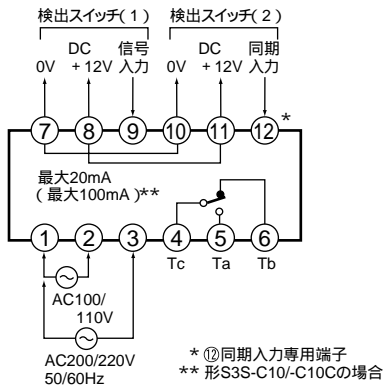 検出スイッチ(1) 検出スイッチ(2)
DC 信号 DC 同期
0V +12V 入力 0V +12V 入力
7 8 9 10 11 12 *
最大20mA
(最大100mA)**
1 2 3 4 5 6
Tc Ta Tb
AC100/
110V
AC200/220V
50/60Hz
* ⑫同期入力専用端子
** 形S3S-C10/-C10Cの場合